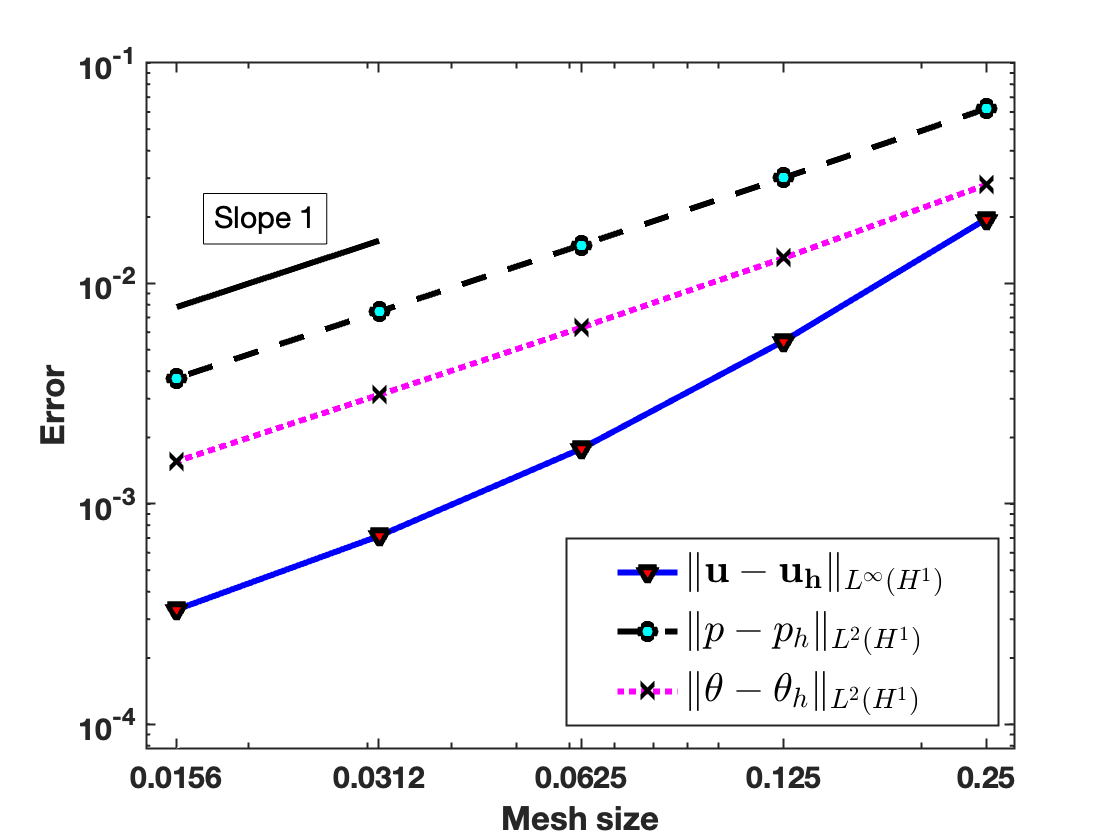 10^-1
10^-2
10^-3
10^-4
Error
Slope 1
‖u − u_h‖_{L^∞(H^1)}
‖p − p_h‖_{L^2(H^1)}
‖θ − θ_h‖_{L^2(H^1)}
0.0156 0.0312 0.0625 0.125 0.25
Mesh size